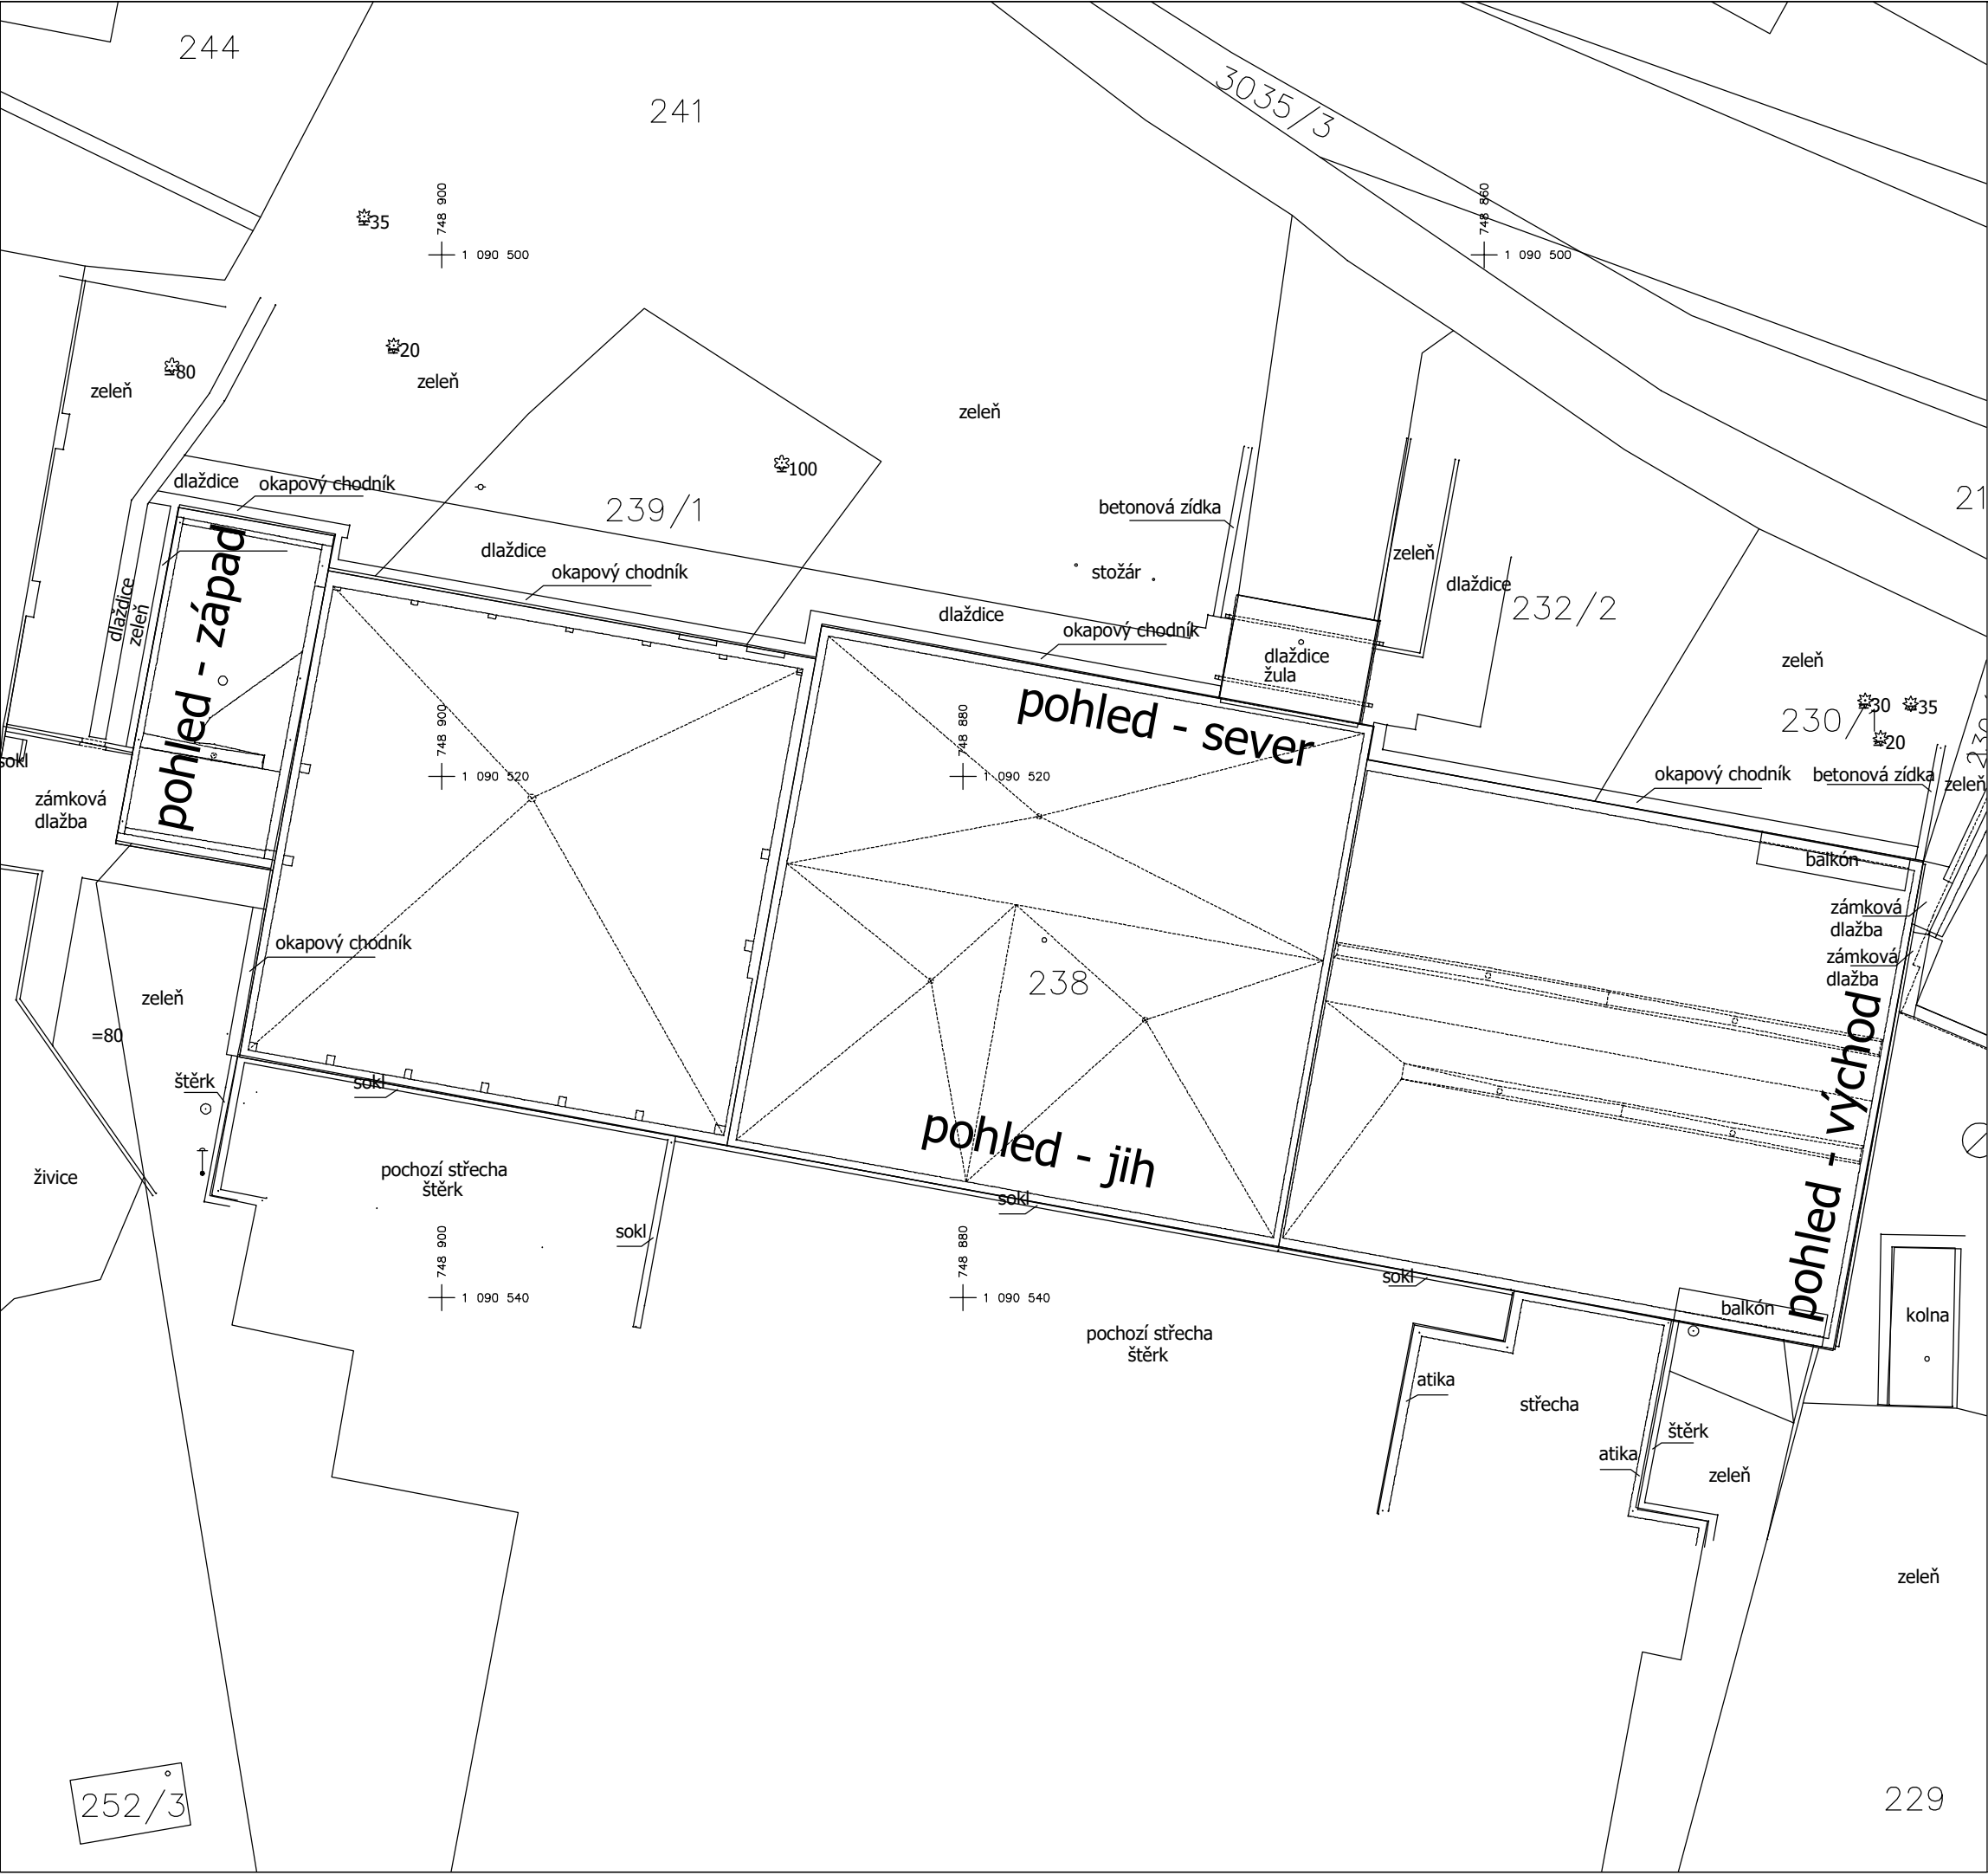 244
241
3035/3
35
748 900
1 090 500
748 860
1 090 500
=80
20
zeleň
zeleň
zeleň
dlaždice
okapový chodník
100
239/1
betonová zídka
21
dlaždice
okapový chodník
stožár
zeleň
dlaždice
232/2
dlaždice
zeleň
pohled - západ
dlaždice
okapový chodník
dlaždice
žula
zeleň
30
35
230/1
20
sokl
zámková
dlažba
748 900
1 090 520
748 880
1 090 520
pohled - sever
okapový chodník
betonová zídka
zeleň
balkón
zámková
dlažba
zámková
dlažba
okapový chodník
238
zeleň
=80
štěrk
sokl
pohled - východ
pohled - jih
živice
pochozí střecha
štěrk
sokl
sokl
748 900
1 090 540
748 880
1 090 540
sokl
balkón
kolna
pochozí střecha
štěrk
atika
střecha
štěrk
atika
zeleň
zeleň
252/3
229